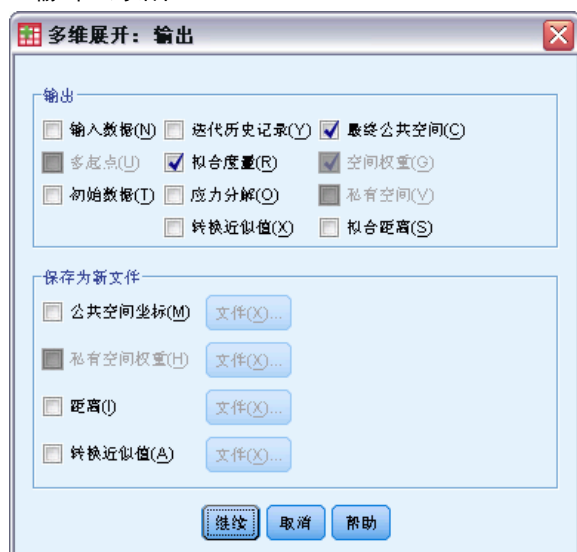 多维展开：输出
输出
输入数据(N) 迭代历史记录(Y) 最终公共空间(C)
多起点(U) 拟合度量(R) 空间权重(G)
初始数据(T) 应力分解(O) 私有空间(V)
转换近似值(X) 拟合距离(S)
保存为新文件
公共空间坐标(M) 文件(X)...
私有空间权重(H) 文件(X)...
距离(I) 文件(X)...
转换近似值(A) 文件(X)...
继续 取消 帮助